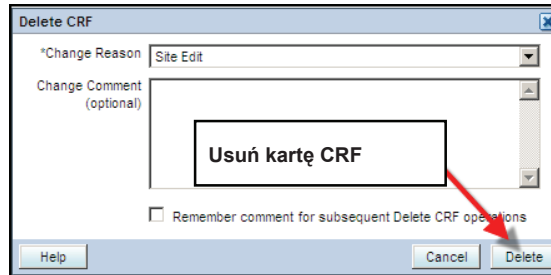 Delete CRF
*Change Reason Site Edit
Change Comment
(optional)
Usuń kartę CRF
Remember comment for subsequent Delete CRF operations
Help Cancel Delete